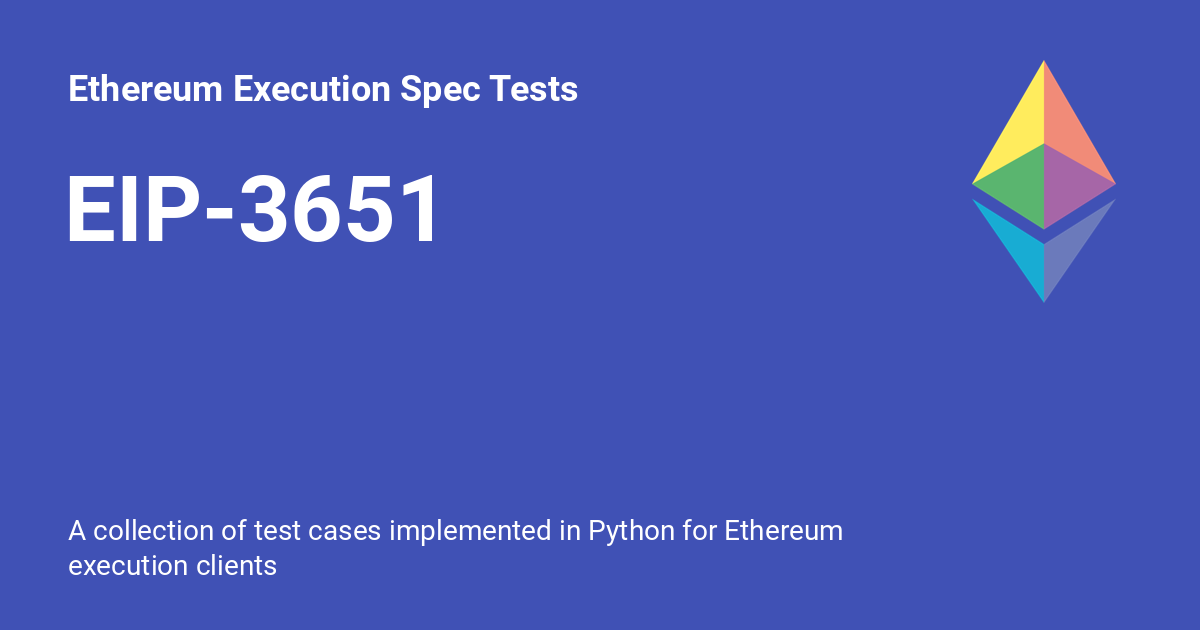 Ethereum Execution Spec Tests
EIP-3651
A collection of test cases implemented in Python for Ethereum
execution clients